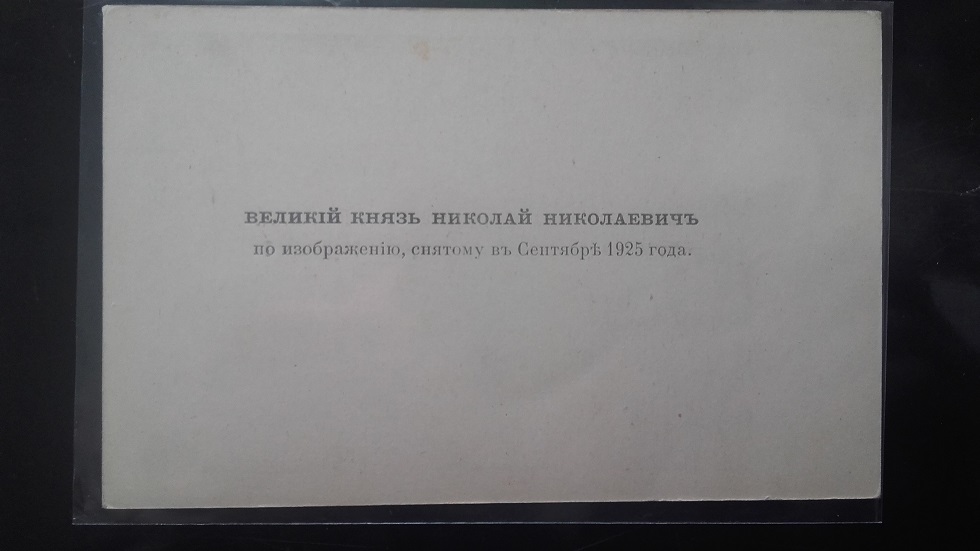 ВЕЛИКІЙ КНЯЗЬ НИКОЛАЙ НИКОЛАЕВИЧЪ
по изображенію, снятому въ Сентябрѣ 1925 года.